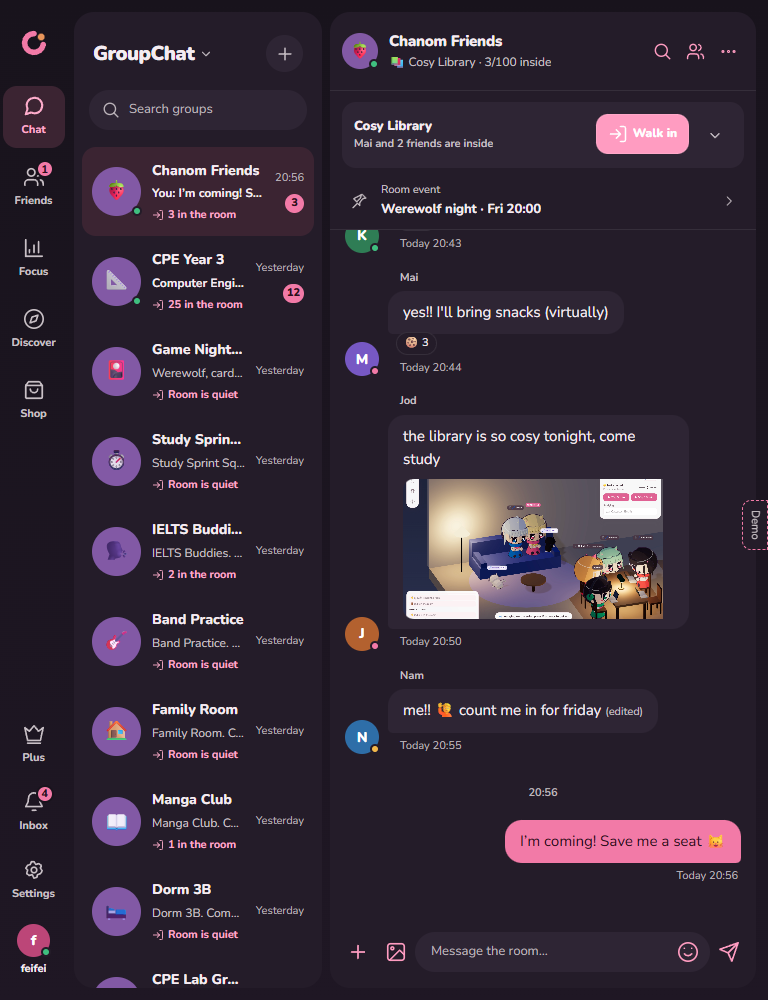 Chat
1
Friends
Focus
Discover
Shop
Plus
4
Inbox
Settings
f
feifei
GroupChat
Search groups
Chanom Friends
20:56
You: I'm coming! S...
3
3 in the room
CPE Year 3
Yesterday
Computer Engi...
12
25 in the room
Game Night...
Werewolf, card...
Yesterday
Room is quiet
Study Sprin...
Study Sprint Sq...
Yesterday
Room is quiet
IELTS Buddi...
IELTS Buddies. ...
Yesterday
2 in the room
Band Practice
Band Practice. ...
Yesterday
Room is quiet
Family Room
Family Room. C...
Yesterday
Room is quiet
Manga Club
Manga Club. C...
Yesterday
1 in the room
Dorm 3B
Dorm 3B. Com...
Yesterday
Room is quiet
CPE Lab Gr...
Chanom Friends
Cosy Library · 3/100 inside
Cosy Library
Mai and 2 friends are inside
Walk in
Room event
Werewolf night · Fri 20:00
K
Today 20:43
Mai
yes!! I'll bring snacks (virtually)
🍪 3
M
Today 20:44
Jod
the library is so cosy tonight, come
study
J
Today 20:50
Nam
me!! 🙋 count me in for friday (edited)
N
Today 20:55
20:56
I'm coming! Save me a seat 😺
Today 20:56
Message the room...
Demo